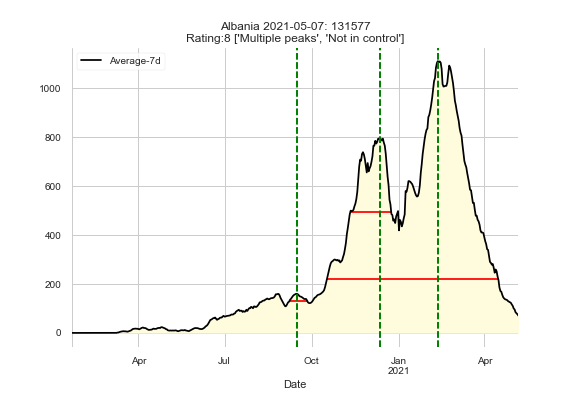 Albania 2021-05-07: 131577
Rating:8 ['Multiple peaks', 'Not in control']
Average-7d
1000
800
600
400
200
0
Apr
Jul
Oct
Jan
2021
Apr
Date